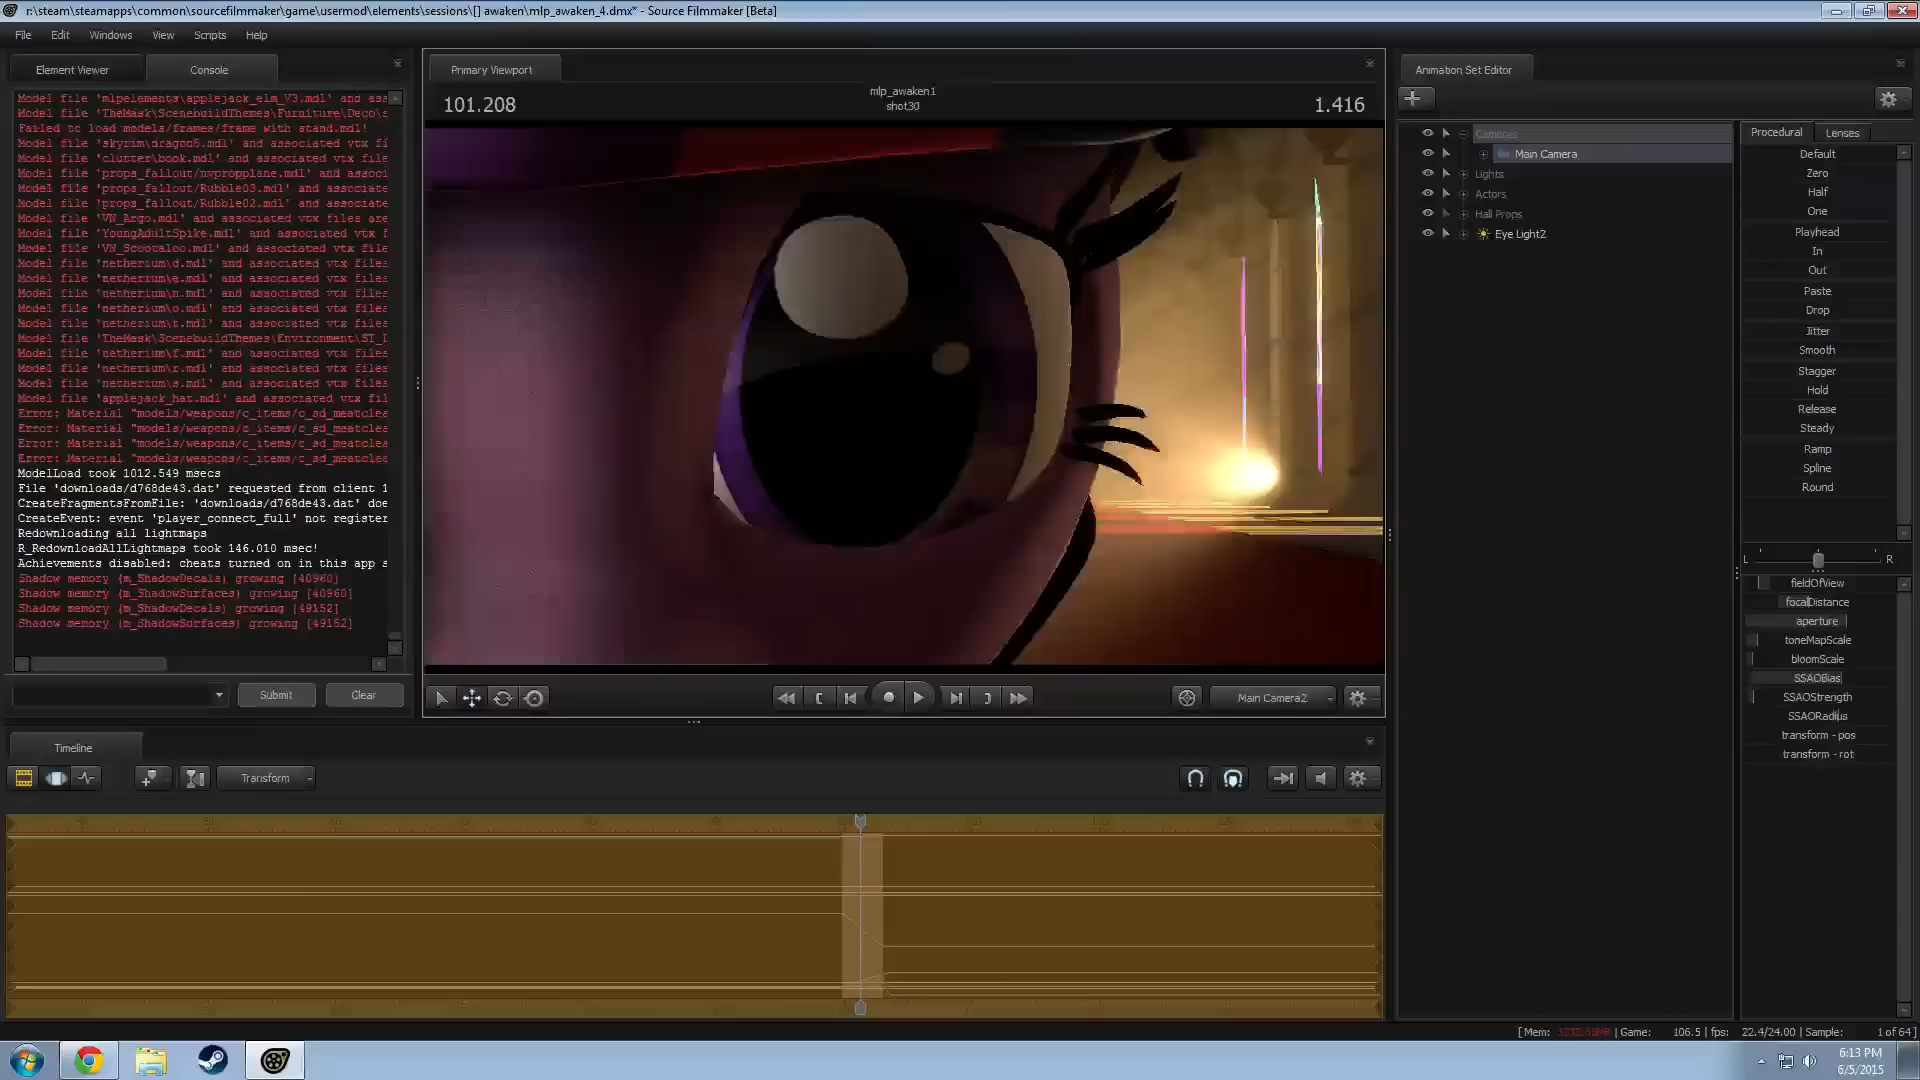 r:\steam\steamapps\common\sourcefilmmaker\game\usermod\elements\sessions\[] awaken\mlp_awaken_4.dmx* - Source Filmmaker [Beta]
File Edit Windows View Scripts Help
Element Viewer Console
Model file 'mlpelements\applejack_elm_V3.mdl' and ass
Model file 'TheMask\ScenebuildThemes\Furniture\Deco\s
Failed to load models/frames/frame with stand.mdl!
Model file 'skyrim\dragon6.mdl' and associated vtx fi
Model file 'clutter\book.mdl' and associated vtx file
Model file 'props_fallout/nvpropplane.mdl' and associ
Model file 'props_fallout/Rubble03.mdl' and associate
Model file 'props_fallout/Rubble02.mdl' and associate
Model file 'VN_Argo.mdl' and associated vtx files are
Model file 'YoungAdultSpike.mdl' and associated vtx f
Model file 'VN_Scootaloo.mdl' and associated vtx file
Model file 'netherium\d.mdl' and associated vtx files
Model file 'netherium\e.mdl' and associated vtx files
Model file 'netherium\n.mdl' and associated vtx files
Model file 'netherium\o.mdl' and associated vtx files
Model file 'netherium\t.mdl' and associated vtx files
Model file 'TheMask\ScenebuildThemes\Environment\ST_D
Model file 'netherium\f.mdl' and associated vtx files
Model file 'netherium\r.mdl' and associated vtx files
Model file 'netherium\s.mdl' and associated vtx files
Model file 'applejack_hat.mdl' and associated vtx fil
Error: Material "models/weapons/c_items/c_sd_meatclea
Error: Material "models/weapons/c_items/c_sd_meatclea
Error: Material "models/weapons/c_items/c_sd_meatclea
Error: Material "models/weapons/c_items/c_sd_meatclea
ModelLoad took 1012.549 msecs
File 'downloads/d768de43.dat' requested from client 1
CreateFragmentsFromFile: 'downloads/d768de43.dat' doe
CreateEvent: event 'player_connect_full' not register
Redownloading all lightmaps
R_RedownloadAllLightmaps took 146.010 msec!
Achievements disabled: cheats turned on in this app s
Shadow memory (m_ShadowDecals) growing [40960]
Shadow memory (m_ShadowSurfaces) growing [40960]
Shadow memory (m_ShadowDecals) growing [49152]
Shadow memory (m_ShadowSurfaces) growing [49152]
Submit Clear
Primary Viewport
101.208
mlp_awaken1
shot30
1.416
Main Camera2
Animation Set Editor
Cameras
Main Camera
Lights
Actors
Hall Props
Eye Light2
Procedural Lenses
Default
Zero
Half
One
Playhead
In
Out
Paste
Drop
Jitter
Smooth
Stagger
Hold
Release
Steady
Ramp
Spline
Round
L R
fieldOfView
focalDistance
aperture
toneMapScale
bloomScale
SSAOBias
SSAOStrength
SSAORadius
transform - pos
transform - rot
Timeline
Transform
[ Mem: Game: 106.5 | fps: 22.4/24.00 | Sample: 1 of 64 ]
6:13 PM
6/5/2015